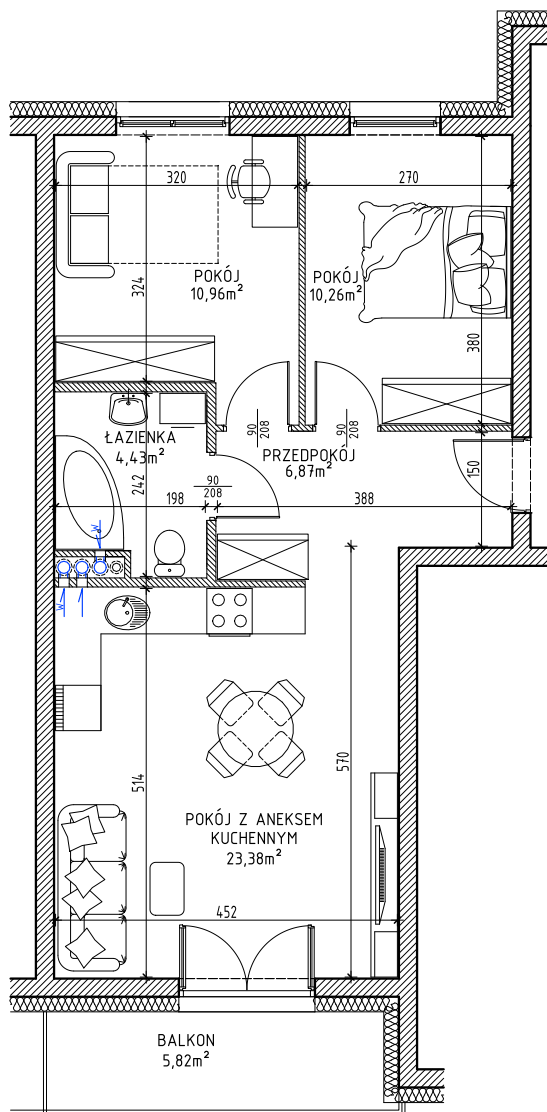 320
270
POKÓJ
10,96m²
POKÓJ
10,26m²
324
380
90
208
90
208
ŁAZIENKA
4,43m²
PRZEDPOKÓJ
6,87m²
150
242
90
208
198
388
W
W
514
570
POKÓJ Z ANEKSEM
KUCHENNYM
23,38m²
452
BALKON
5,82m²